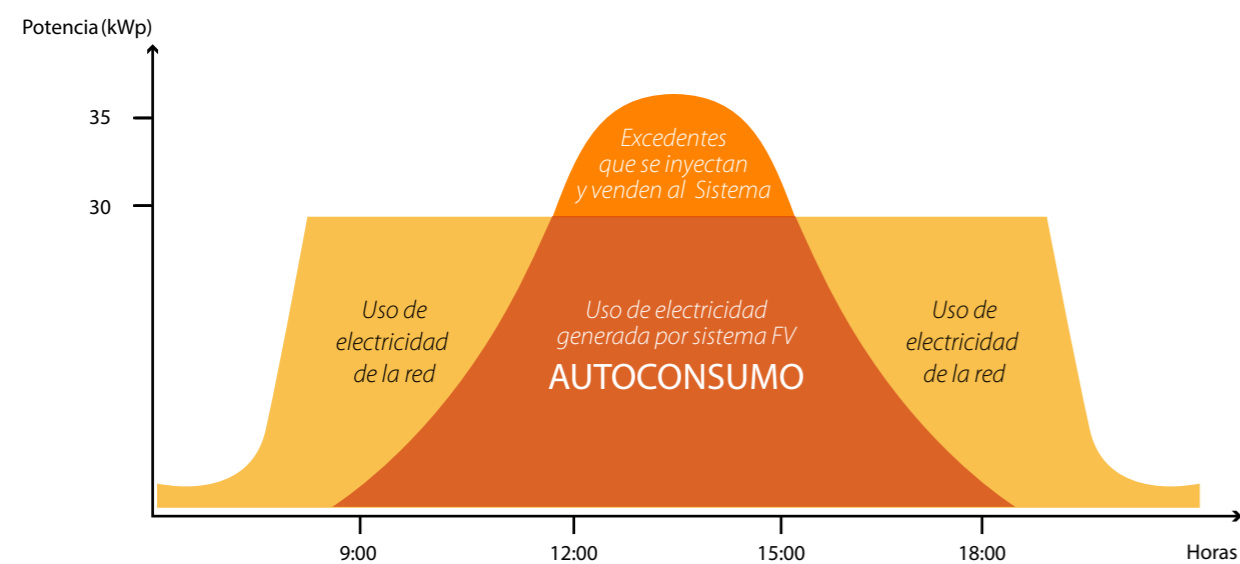 Potencia (kWp)
35
30
Excedentes
que se inyectan
y venden al Sistema
Uso de
electricidad
de la red
Uso de electricidad
generada por sistema FV
AUTOCONSUMO
Uso de
electricidad
de la red
9:00
12:00
15:00
18:00
Horas